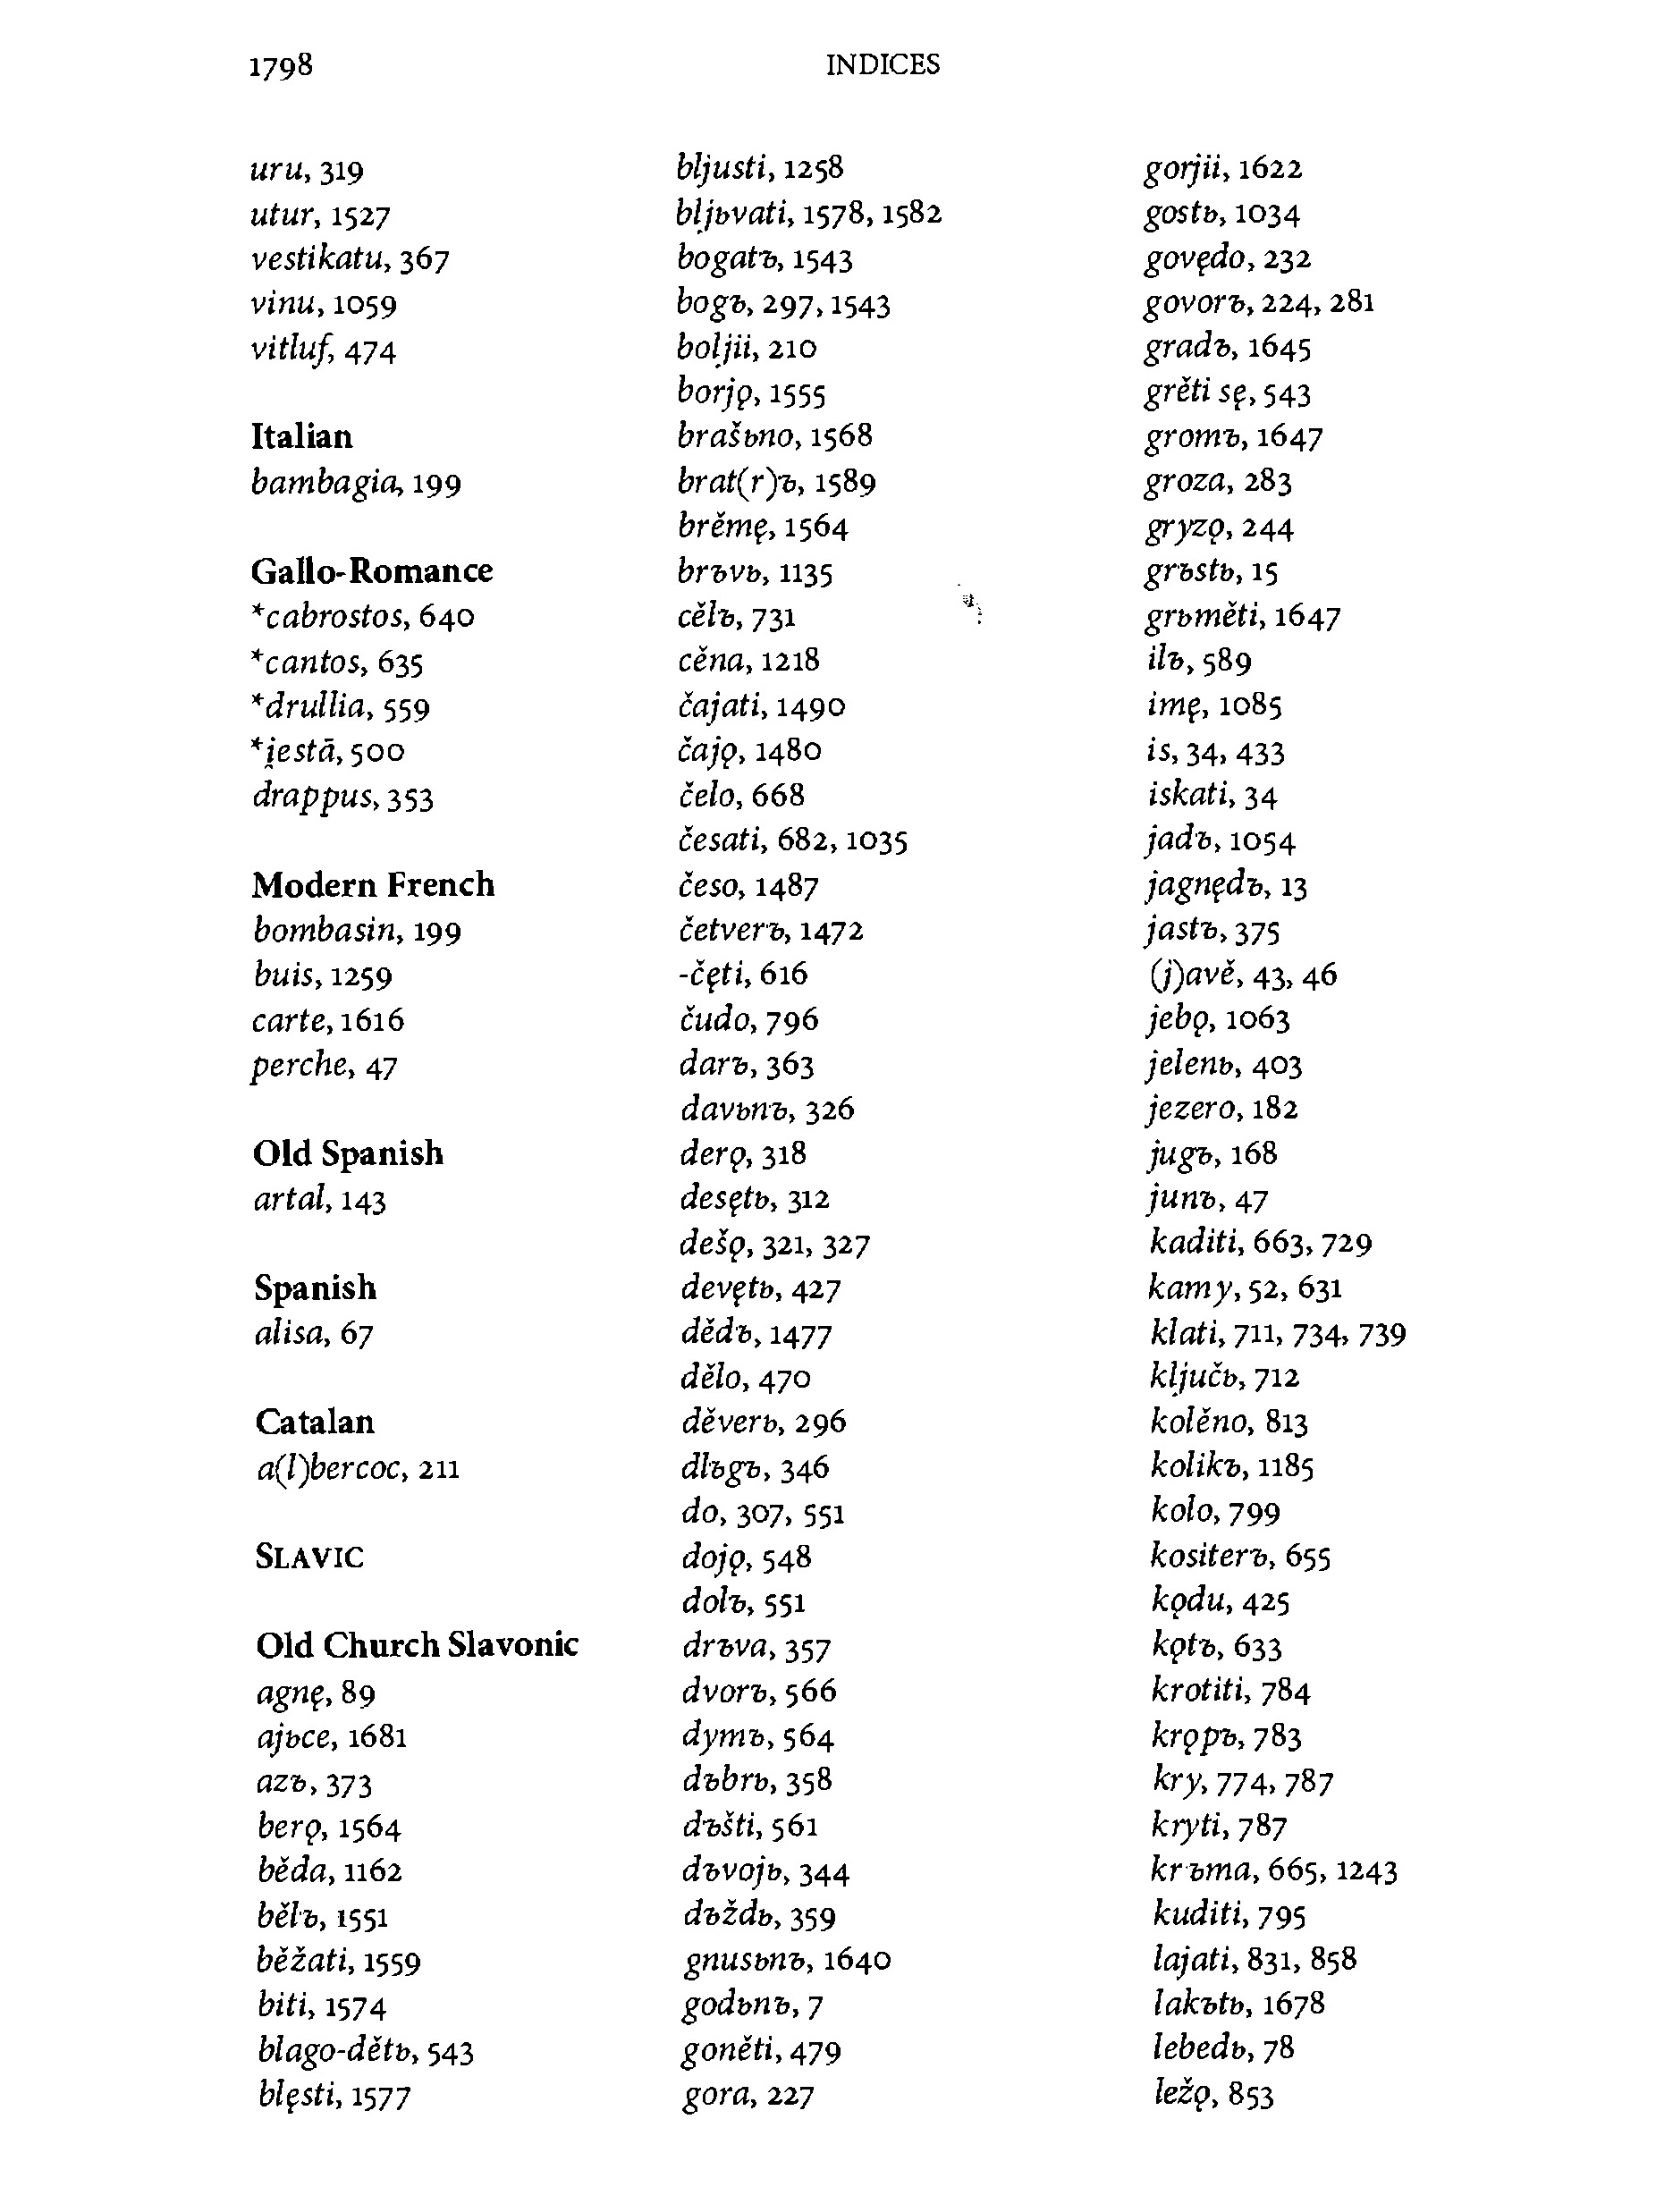 1798
INDICES
uru, 319
utur, 1527
vestikatu, 367
vinu, 1059
vitluf, 474
Italian
bambagia, 199
Gallo-Romance
*cabrostos, 640
*cantos, 635
*drullia, 559
*i̯estā, 500
drappus, 353
Modern French
bombasin, 199
buis, 1259
carte, 1616
perche, 47
Old Spanish
artal, 143
Spanish
alisa, 67
Catalan
a(l)bercoc, 211
SLAVIC
Old Church Slavonic
agnę, 89
ajьce, 1681
azъ, 373
berǫ, 1564
běda, 1162
bělъ, 1551
běžati, 1559
biti, 1574
blago-dětь, 543
blęsti, 1577
bljusti, 1258
bl̦jьvati, 1578, 1582
bogatъ, 1543
bogъ, 297, 1543
bol̦jii, 210
borjǫ, 1555
brašьno, 1568
brat(r)ъ, 1589
brěmę, 1564
brъvь, 1135
cělъ, 731
cěna, 1218
čajati, 1490
čajǫ, 1480
čelo, 668
česati, 682, 1035
česo, 1487
četverъ, 1472
-čęti, 616
čudo, 796
darъ, 363
davьnъ, 326
derǫ, 318
desętь, 312
dešǫ, 321, 327
devętь, 427
dědъ, 1477
dělo, 470
děverь, 296
dlъgъ, 346
do, 307, 551
dojǫ, 548
dolъ, 551
drъva, 357
dvorъ, 566
dymъ, 564
dъbrь, 358
dъšti, 561
dъvojь, 344
dъždь, 359
gnusьnъ, 1640
godьnъ, 7
goněti, 479
gora, 227
gorjii, 1622
gostь, 1034
govędo, 232
govorъ, 224, 281
gradъ, 1645
grěti sę, 543
gromъ, 1647
groza, 283
gryzǫ, 244
grъstь, 15
grьměti, 1647
ilъ, 589
imę, 1085
is, 34, 433
iskati, 34
jadъ, 1054
jagnędъ, 13
jastъ, 375
(j)avě, 43, 46
jebǫ, 1063
jelenь, 403
jezero, 182
jugъ, 168
junъ, 47
kaditi, 663, 729
kamy, 52, 631
klati, 711, 734, 739
kl̦jučь, 712
kolěno, 813
kolikъ, 1185
kolo, 799
kositerъ, 655
kǫdu, 425
kǫtъ, 633
krotiti, 784
krǫpъ, 783
kry, 774, 787
kryti, 787
krъma, 665, 1243
kuditi, 795
lajati, 831, 858
lakъtь, 1678
lebedь, 78
ležǫ, 853